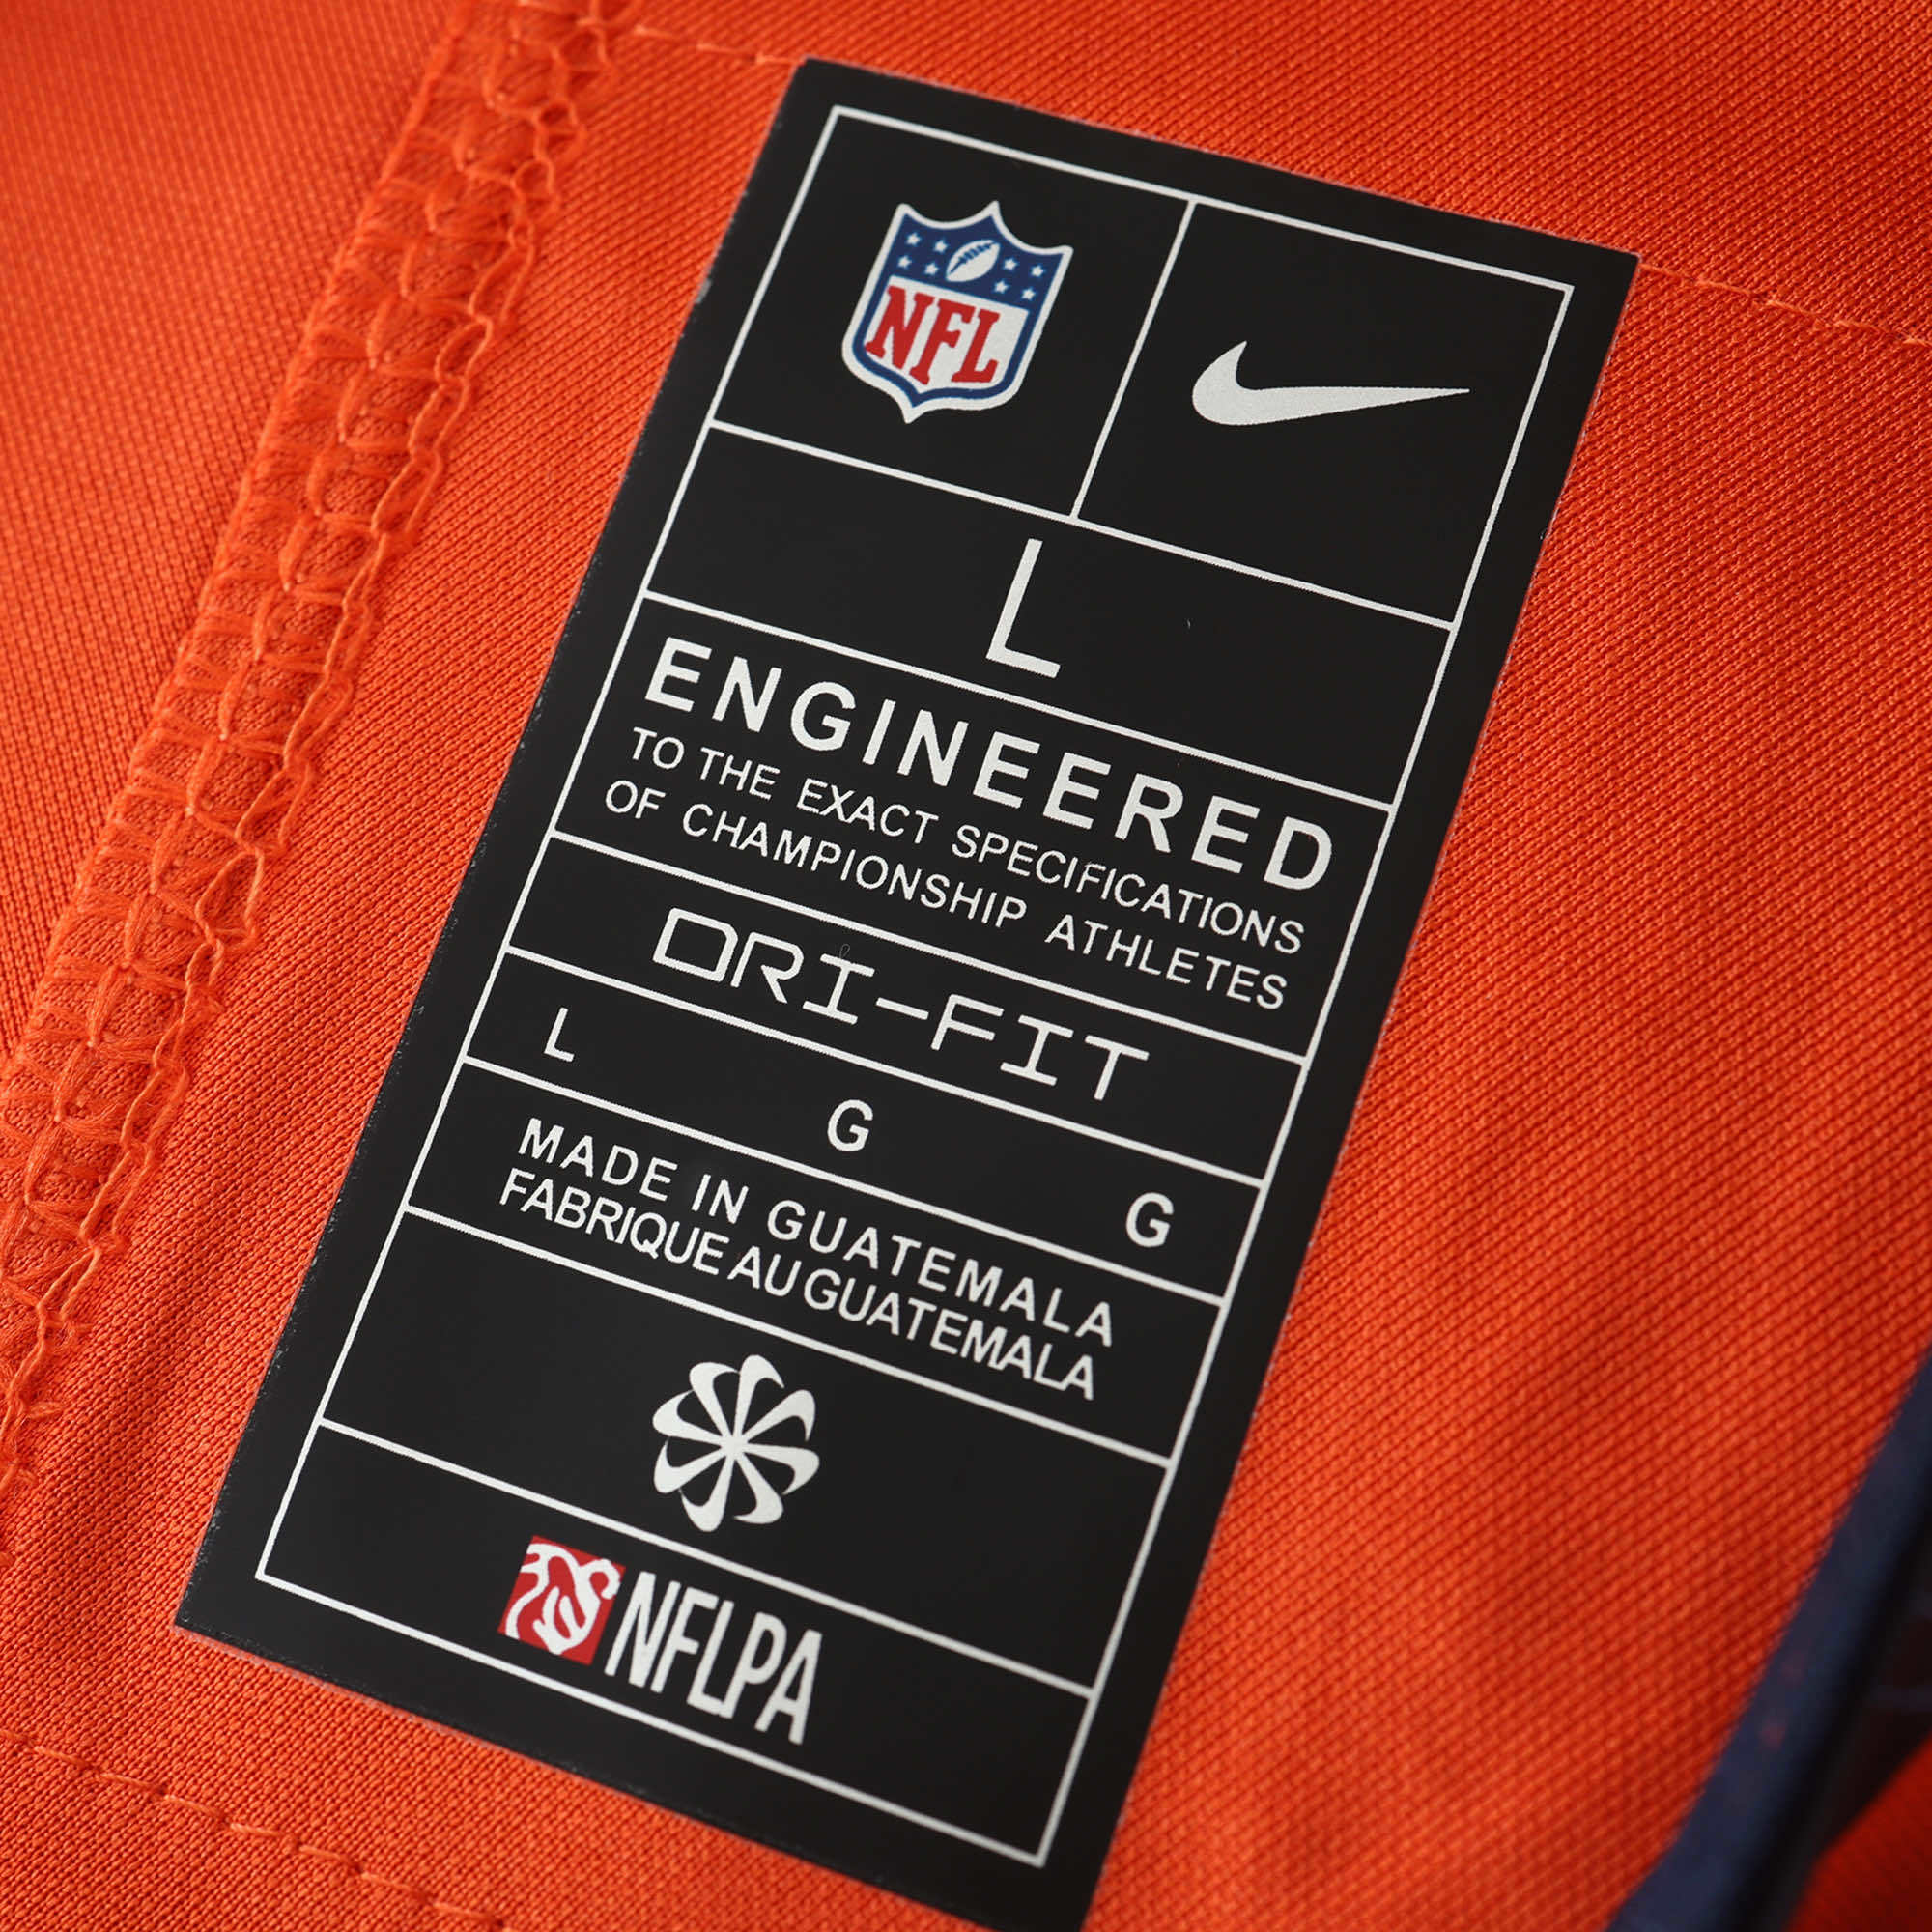 NFL
L
ENGINEERED
TO THE EXACT SPECIFICATIONS
OF CHAMPIONSHIP ATHLETES
DRI-FIT
L G G
MADE IN GUATEMALA
FABRIQUE AU GUATEMALA
NFLPA